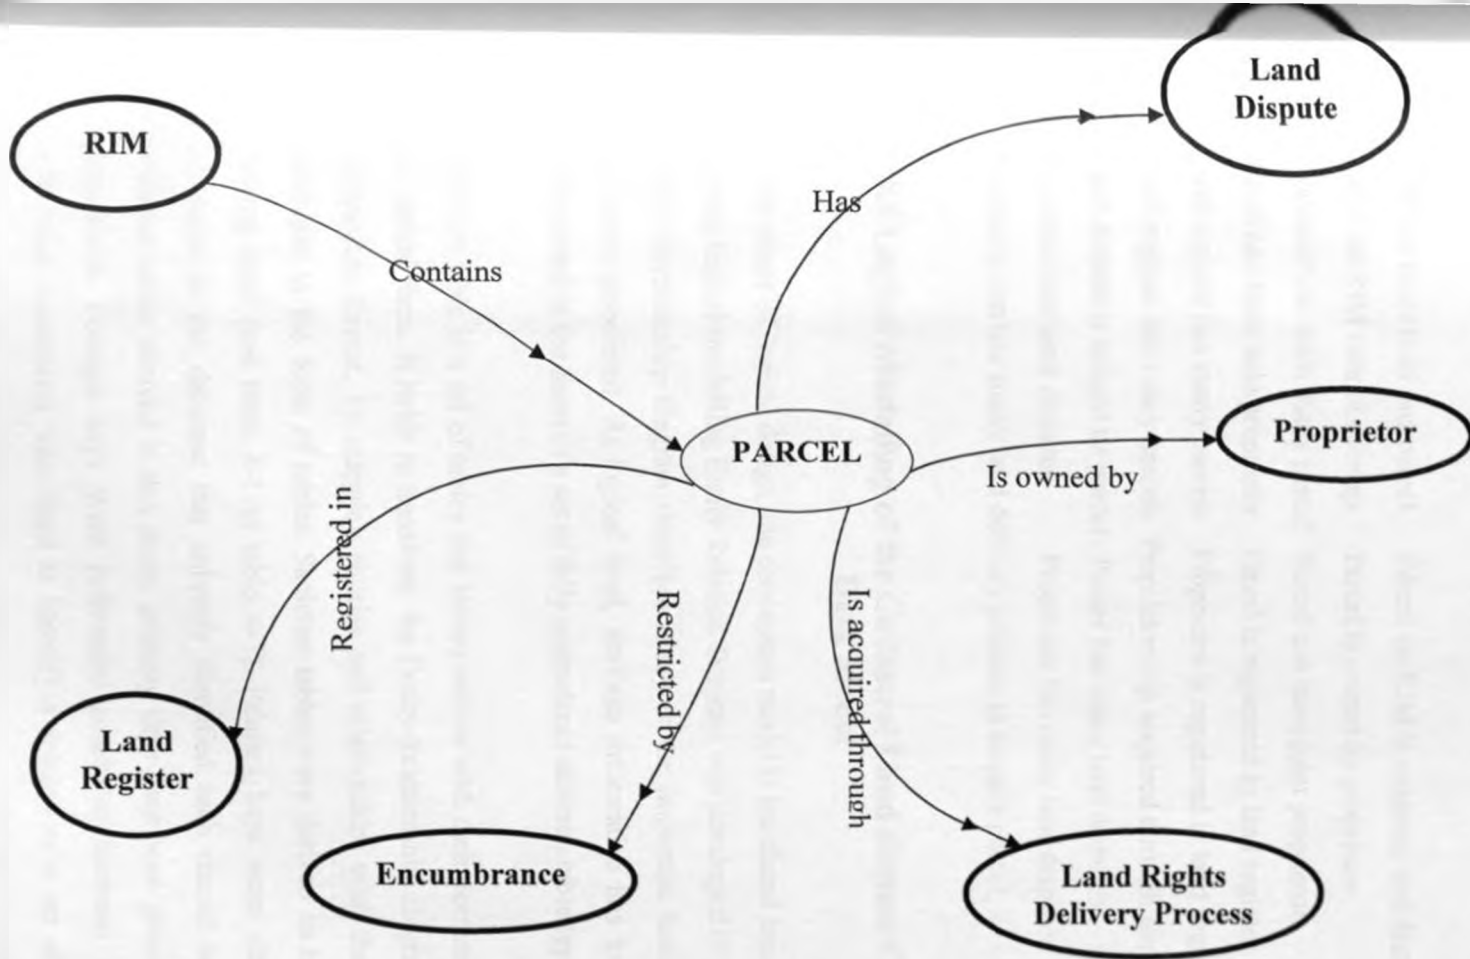 Land
Dispute
RIM
Has
Contains
Proprietor
PARCEL
Is owned by
Registered in
Restricted by
Is acquired through
Land
Register
Encumbrance
Land Rights
Delivery Process